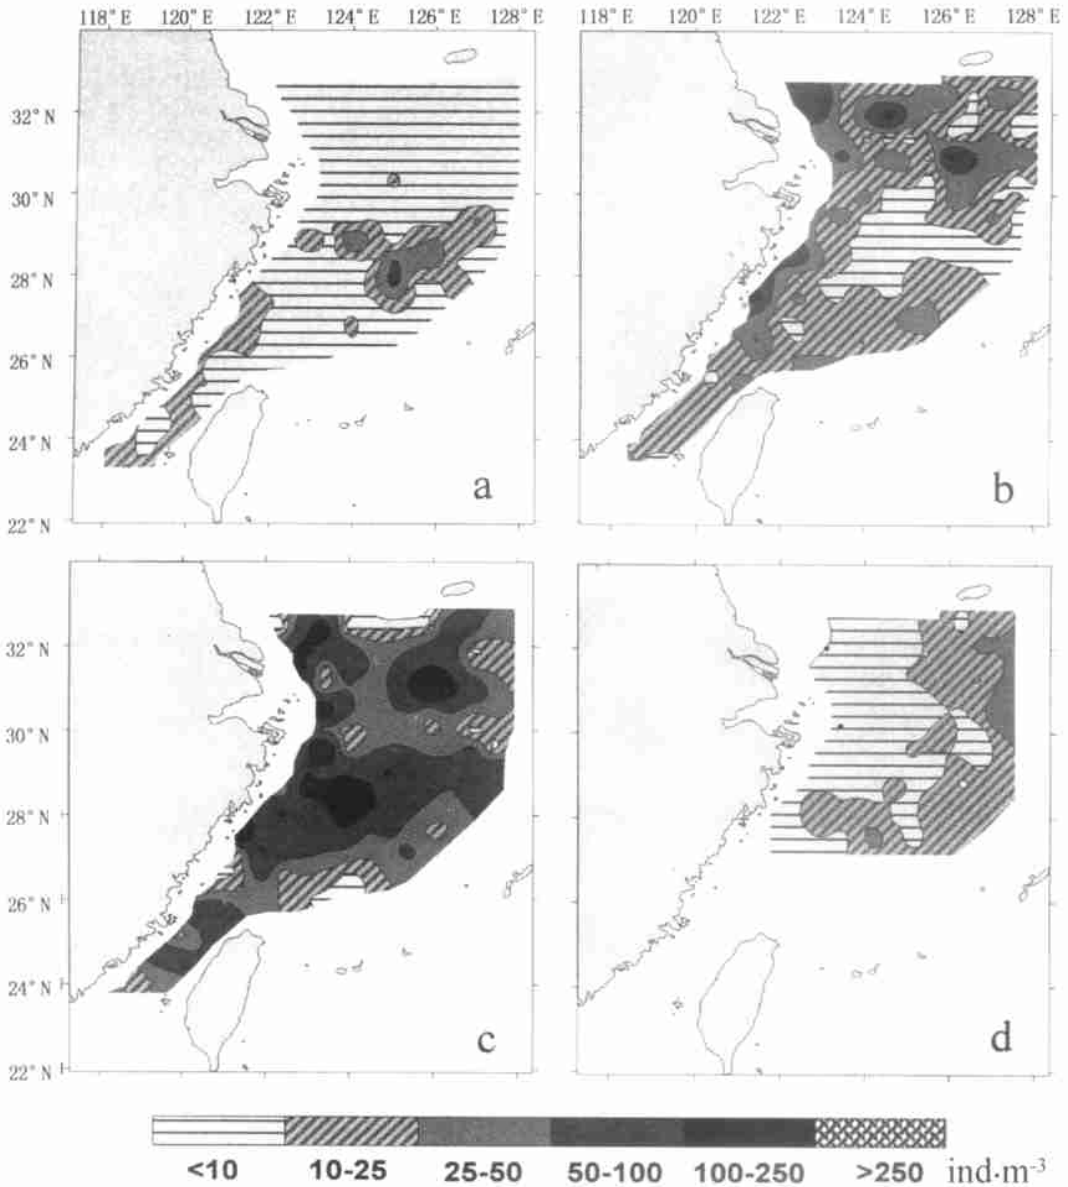 118° E 120° E 122° E 124° E 126° E 128° E
118° E 120° E 122° E 124° E 126° E 128° E
32° N
30° N
28° N
26° N
24° N
22° N
a
b
32° N
30° N
28° N
26° N
24° N
22° N
c
d
<10 10-25 25-50 50-100 100-250 >250 ind·m⁻³